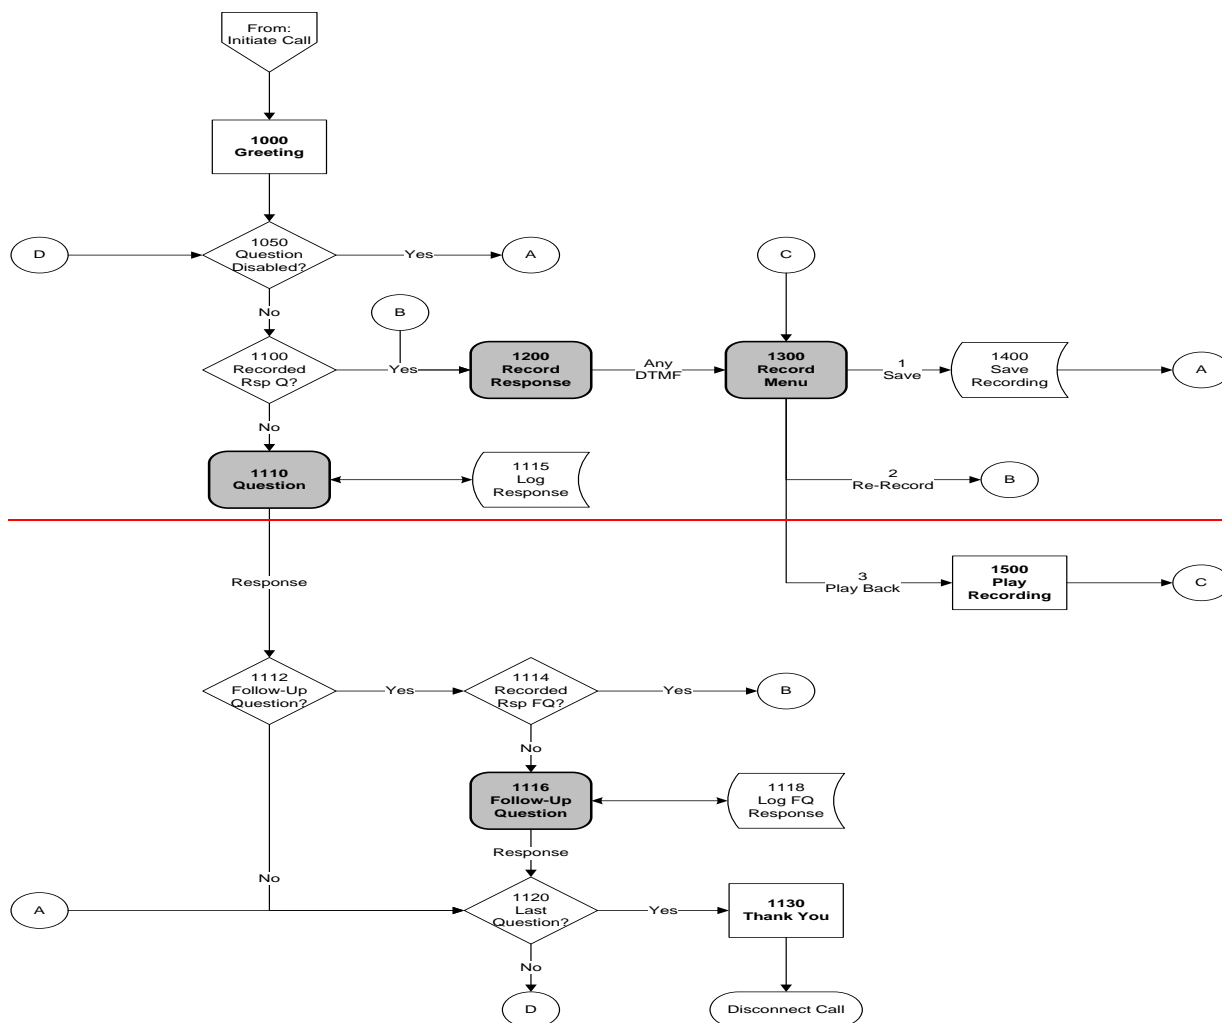 From:
Initiate Call
1000
Greeting
D
1050
Question
Disabled?
Yes
A
C
No
B
1100
Recorded
Rsp Q?
Yes
1200
Record
Response
Any
DTMF
1300
Record
Menu
1
Save
1400
Save
Recording
A
No
1110
Question
1115
Log
Response
2
Re-Record
B
Response
3
Play Back
1500
Play
Recording
C
1112
Follow-Up
Question?
Yes
1114
Recorded
Rsp FQ?
Yes
B
No
1116
Follow-Up
Question
1118
Log FQ
Response
Response
No
A
1120
Last
Question?
Yes
1130
Thank You
No
D
Disconnect Call